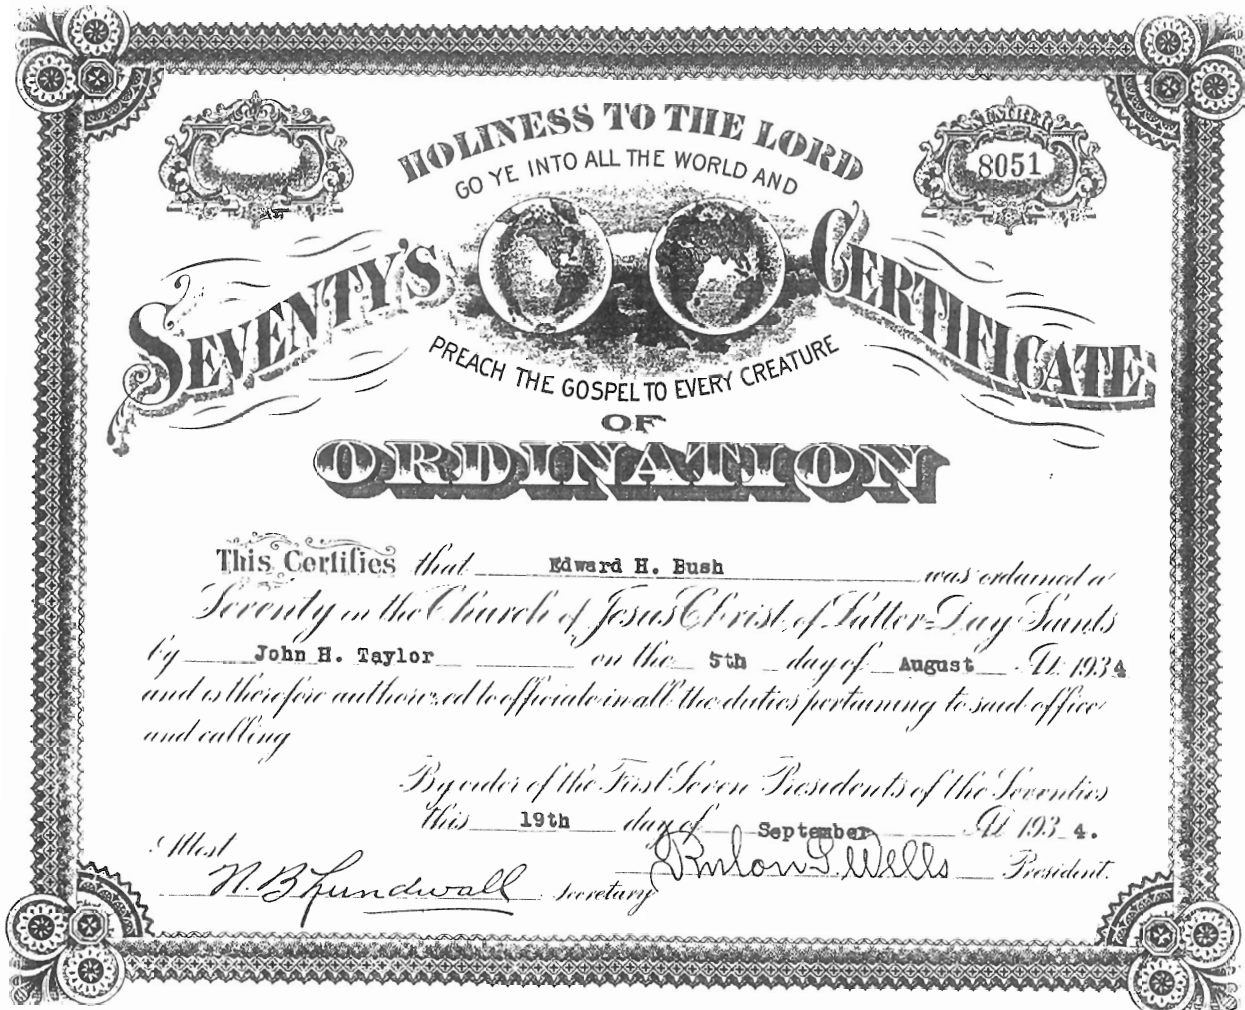 HOLINESS TO THE LORD
GO YE INTO ALL THE WORLD AND
8051
SEVENTY'S CERTIFICATE
PREACH THE GOSPEL TO EVERY CREATURE
OF
ORDINATION
This Certifies that Edward H. Bush was ordained a
Seventy in the Church of Jesus Christ of Latter-Day Saints
by John H. Taylor on the 5th day of August A.D. 1934
and is therefore authorized to officiate in all the duties pertaining to said office
and calling
By order of the First Seven Presidents of the Seventies
this 19th day of September A.D. 193 4.
Attest
N. B. Lundwall Secretary
Rulon S. Wells President.